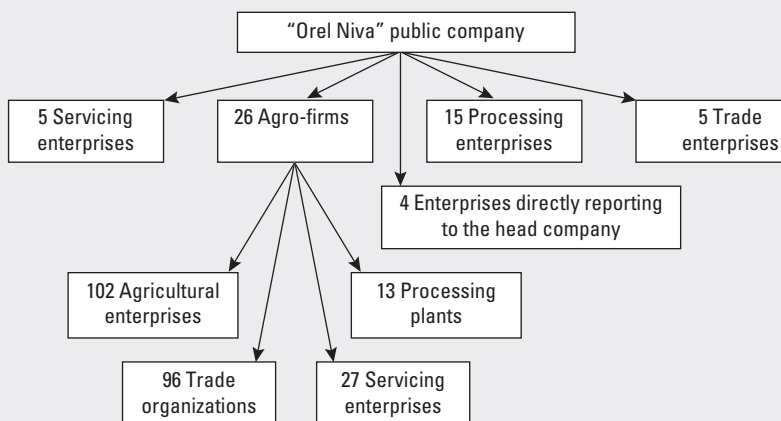 “Orel Niva” public company
5 Servicing
enterprises
26 Agro-firms
15 Processing
enterprises
5 Trade
enterprises
4 Enterprises directly reporting
to the head company
102 Agricultural
enterprises
13 Processing
plants
96 Trade
organizations
27 Servicing
enterprises